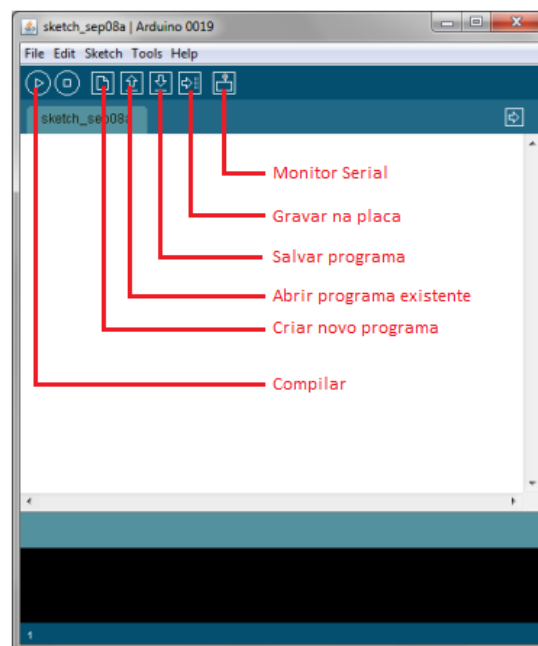 sketch_sep08a | Arduino 0019
File Edit Sketch Tools Help
sketch_sep08a
Monitor Serial
Gravar na placa
Salvar programa
Abrir programa existente
Criar novo programa
Compilar
1